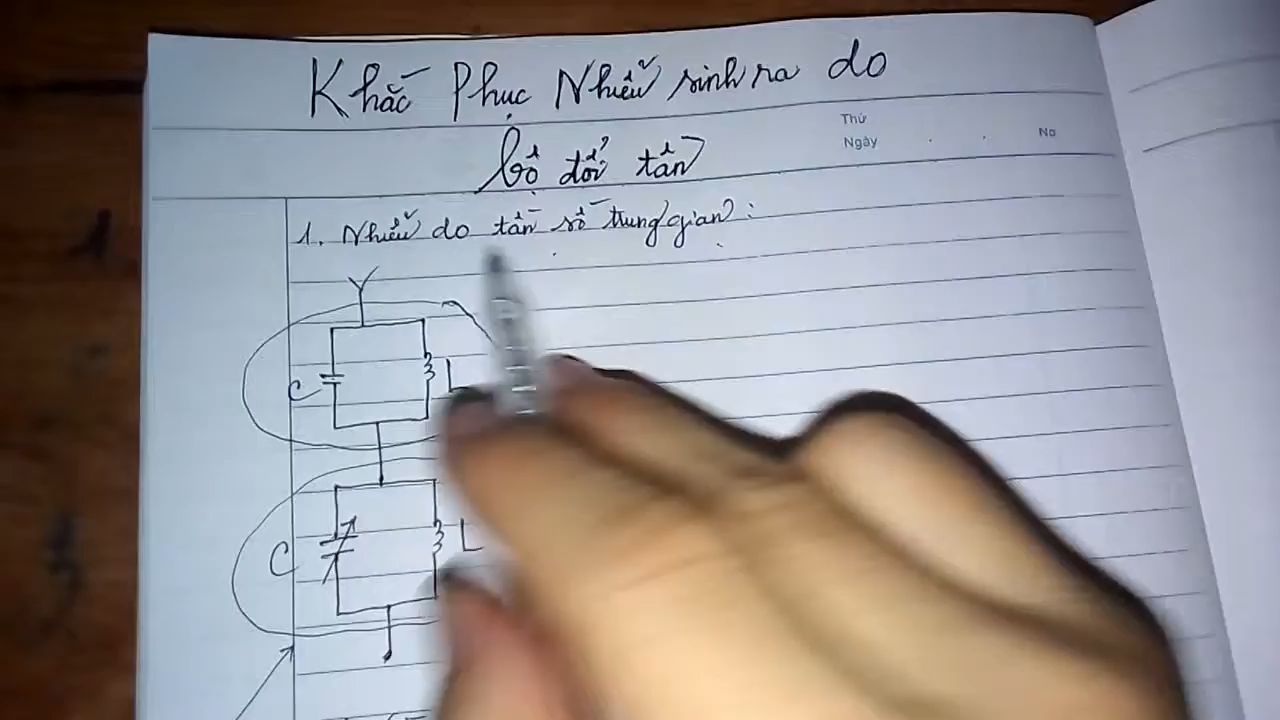 Khắc Phục Nhiễu sinh ra do
bộ đổi tần
Thứ
Ngày
No
1. Nhiễu do tần số trung gian:
C
L
C
L